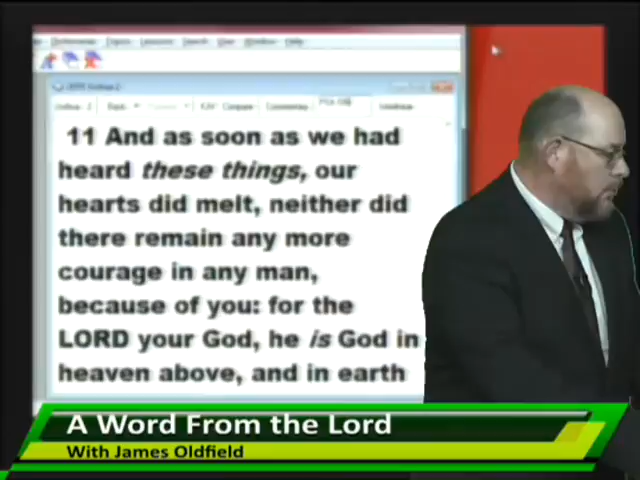 Help
11 And as soon as we had
heard these things, our
hearts did melt, neither did
there remain any more
courage in any man,
because of you: for the
LORD your God, he is God in
heaven above, and in earth
A Word From the Lord
With James Oldfield